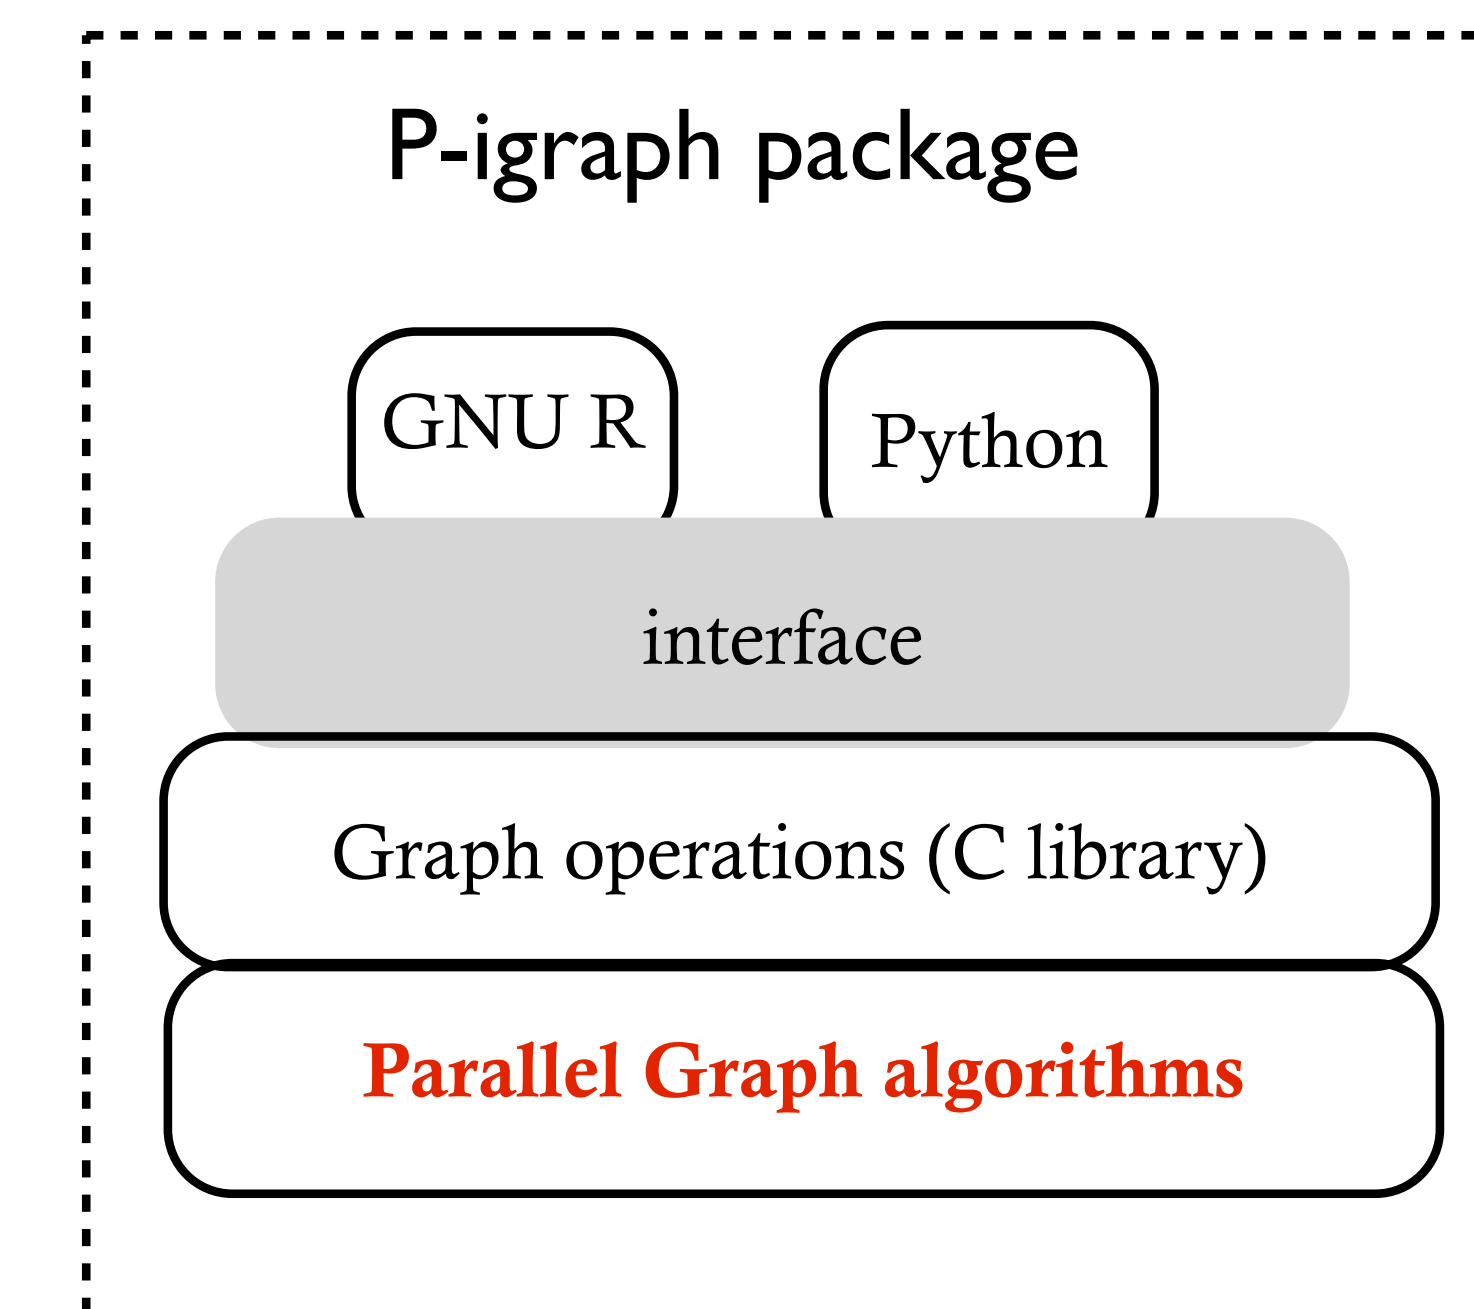 P-igraph package
GNU R
Python
interface
Graph operations (C library)
Parallel Graph algorithms